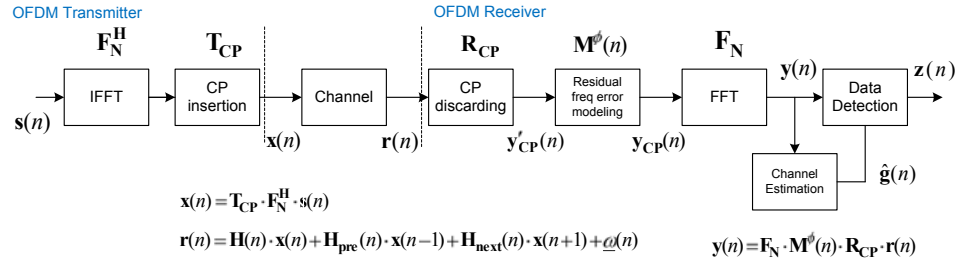 OFDM Transmitter
OFDM Receiver
F_N^H
T_CP
R_CP
M^ϕ(n)
F_N
s(n)
IFFT
CP
insertion
x(n)
Channel
r(n)
CP
discarding
y′_CP(n)
Residual
freq error
modeling
y_CP(n)
FFT
y(n)
Data
Detection
z(n)
Channel
Estimation
ĝ(n)
x(n) = T_CP · F_N^H · s(n)
r(n) = H(n) · x(n) + H_pre(n) · x(n−1) + H_next(n) · x(n+1) + ω(n)
y(n) = F_N · M^ϕ(n) · R_CP · r(n)